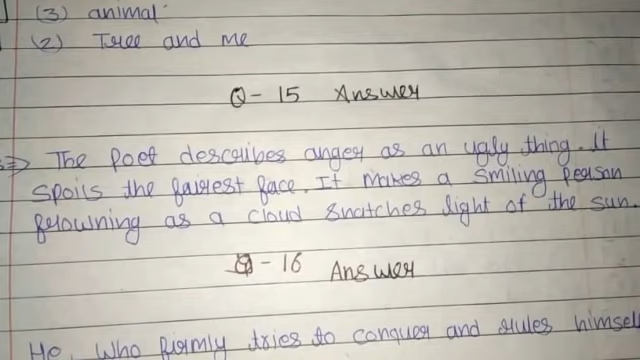 (3) animal
(2) Tree and me
Q - 15 Answer
The Poet describes anger as an ugly thing. it
spoils the fairest face. It makes a smiling person
frowning as a cloud snatches light of the sun.
Q - 16 Answer
He, Who firmly tries to conquer and rules himself